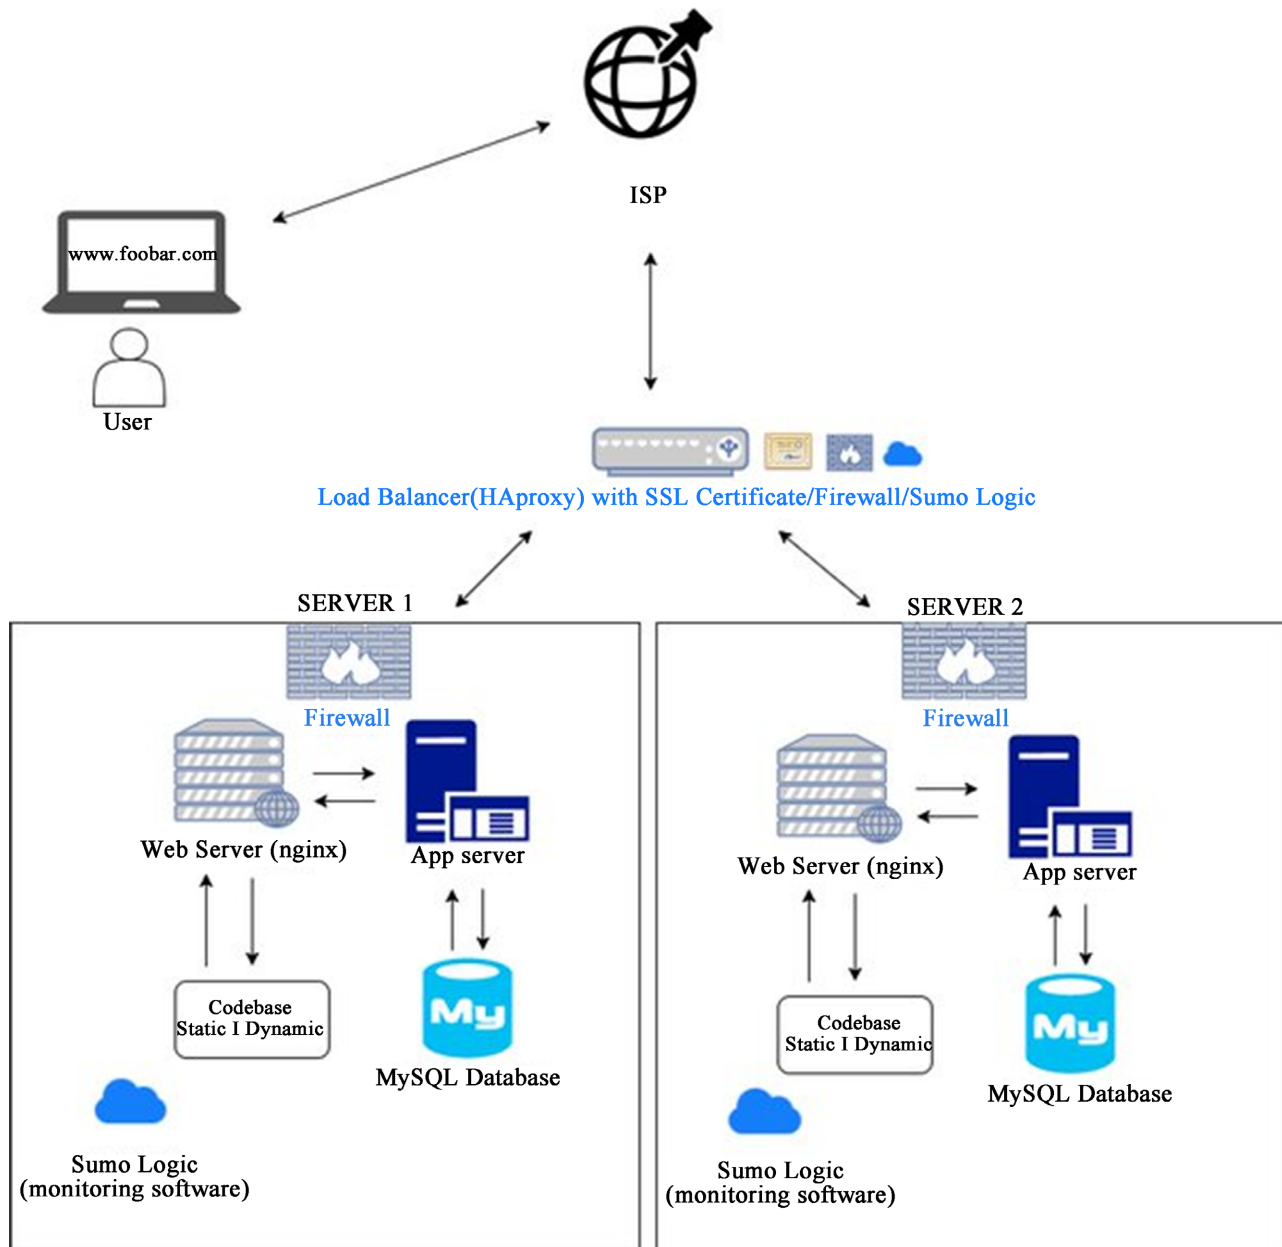 ISP
www.foobar.com
User
Load Balancer(HAproxy) with SSL Certificate/Firewall/Sumo Logic
SERVER 1
Firewall
Web Server (nginx)
App server
Codebase
Static I Dynamic
My
MySQL Database
Sumo Logic
(monitoring software)
SERVER 2
Firewall
Web Server (nginx)
App server
Codebase
Static I Dynamic
My
MySQL Database
Sumo Logic
(monitoring software)